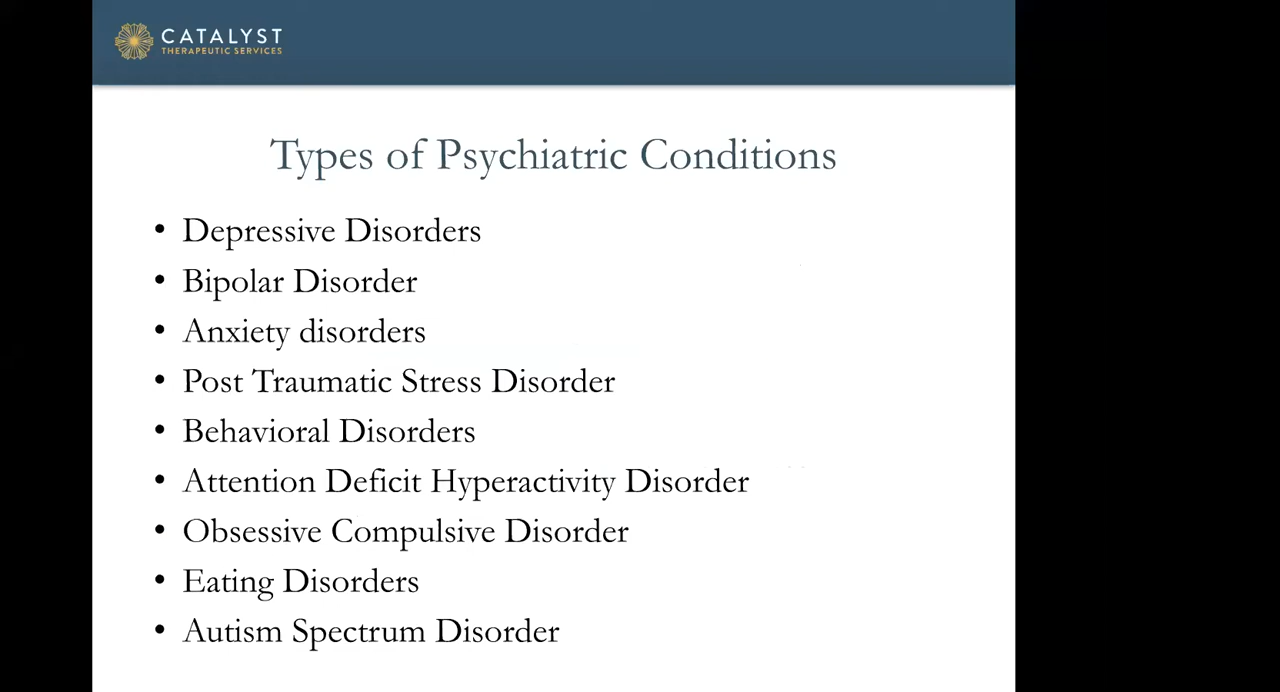 CATALYST
THERAPEUTIC SERVICES
Types of Psychiatric Conditions
• Depressive Disorders
• Bipolar Disorder
• Anxiety disorders
• Post Traumatic Stress Disorder
• Behavioral Disorders
• Attention Deficit Hyperactivity Disorder
• Obsessive Compulsive Disorder
• Eating Disorders
• Autism Spectrum Disorder